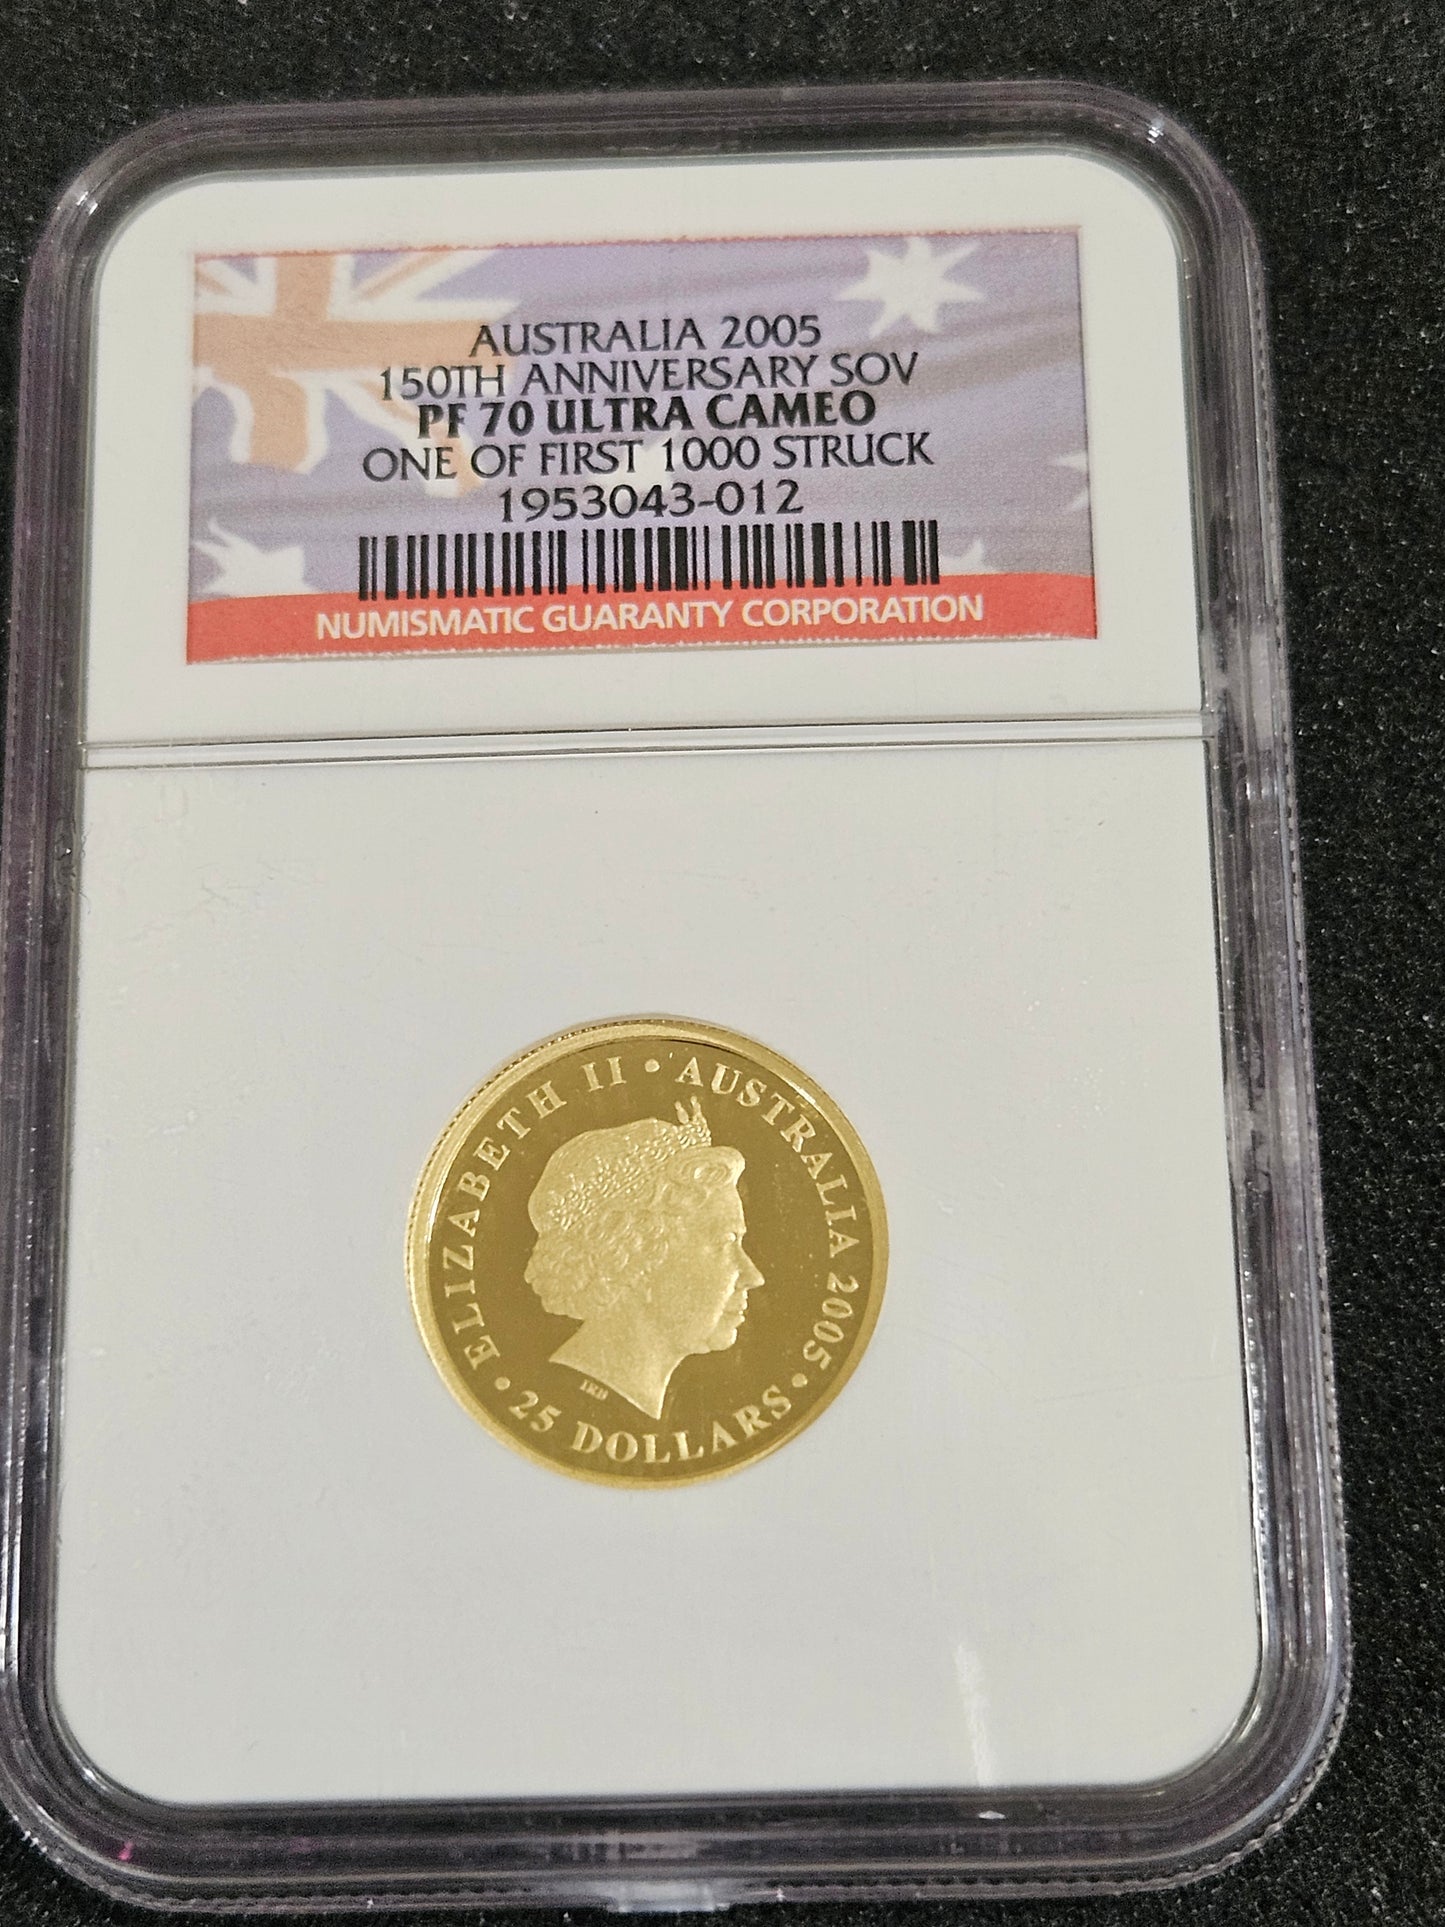 AUSTRALIA 2005
150TH ANNIVERSARY SOV
PF 70 ULTRA CAMEO
ONE OF FIRST 1000 STRUCK
1953043-012
NUMISMATIC GUARANTY CORPORATION
ELIZABETH II • AUSTRALIA 2005
IRB
• 25 DOLLARS •